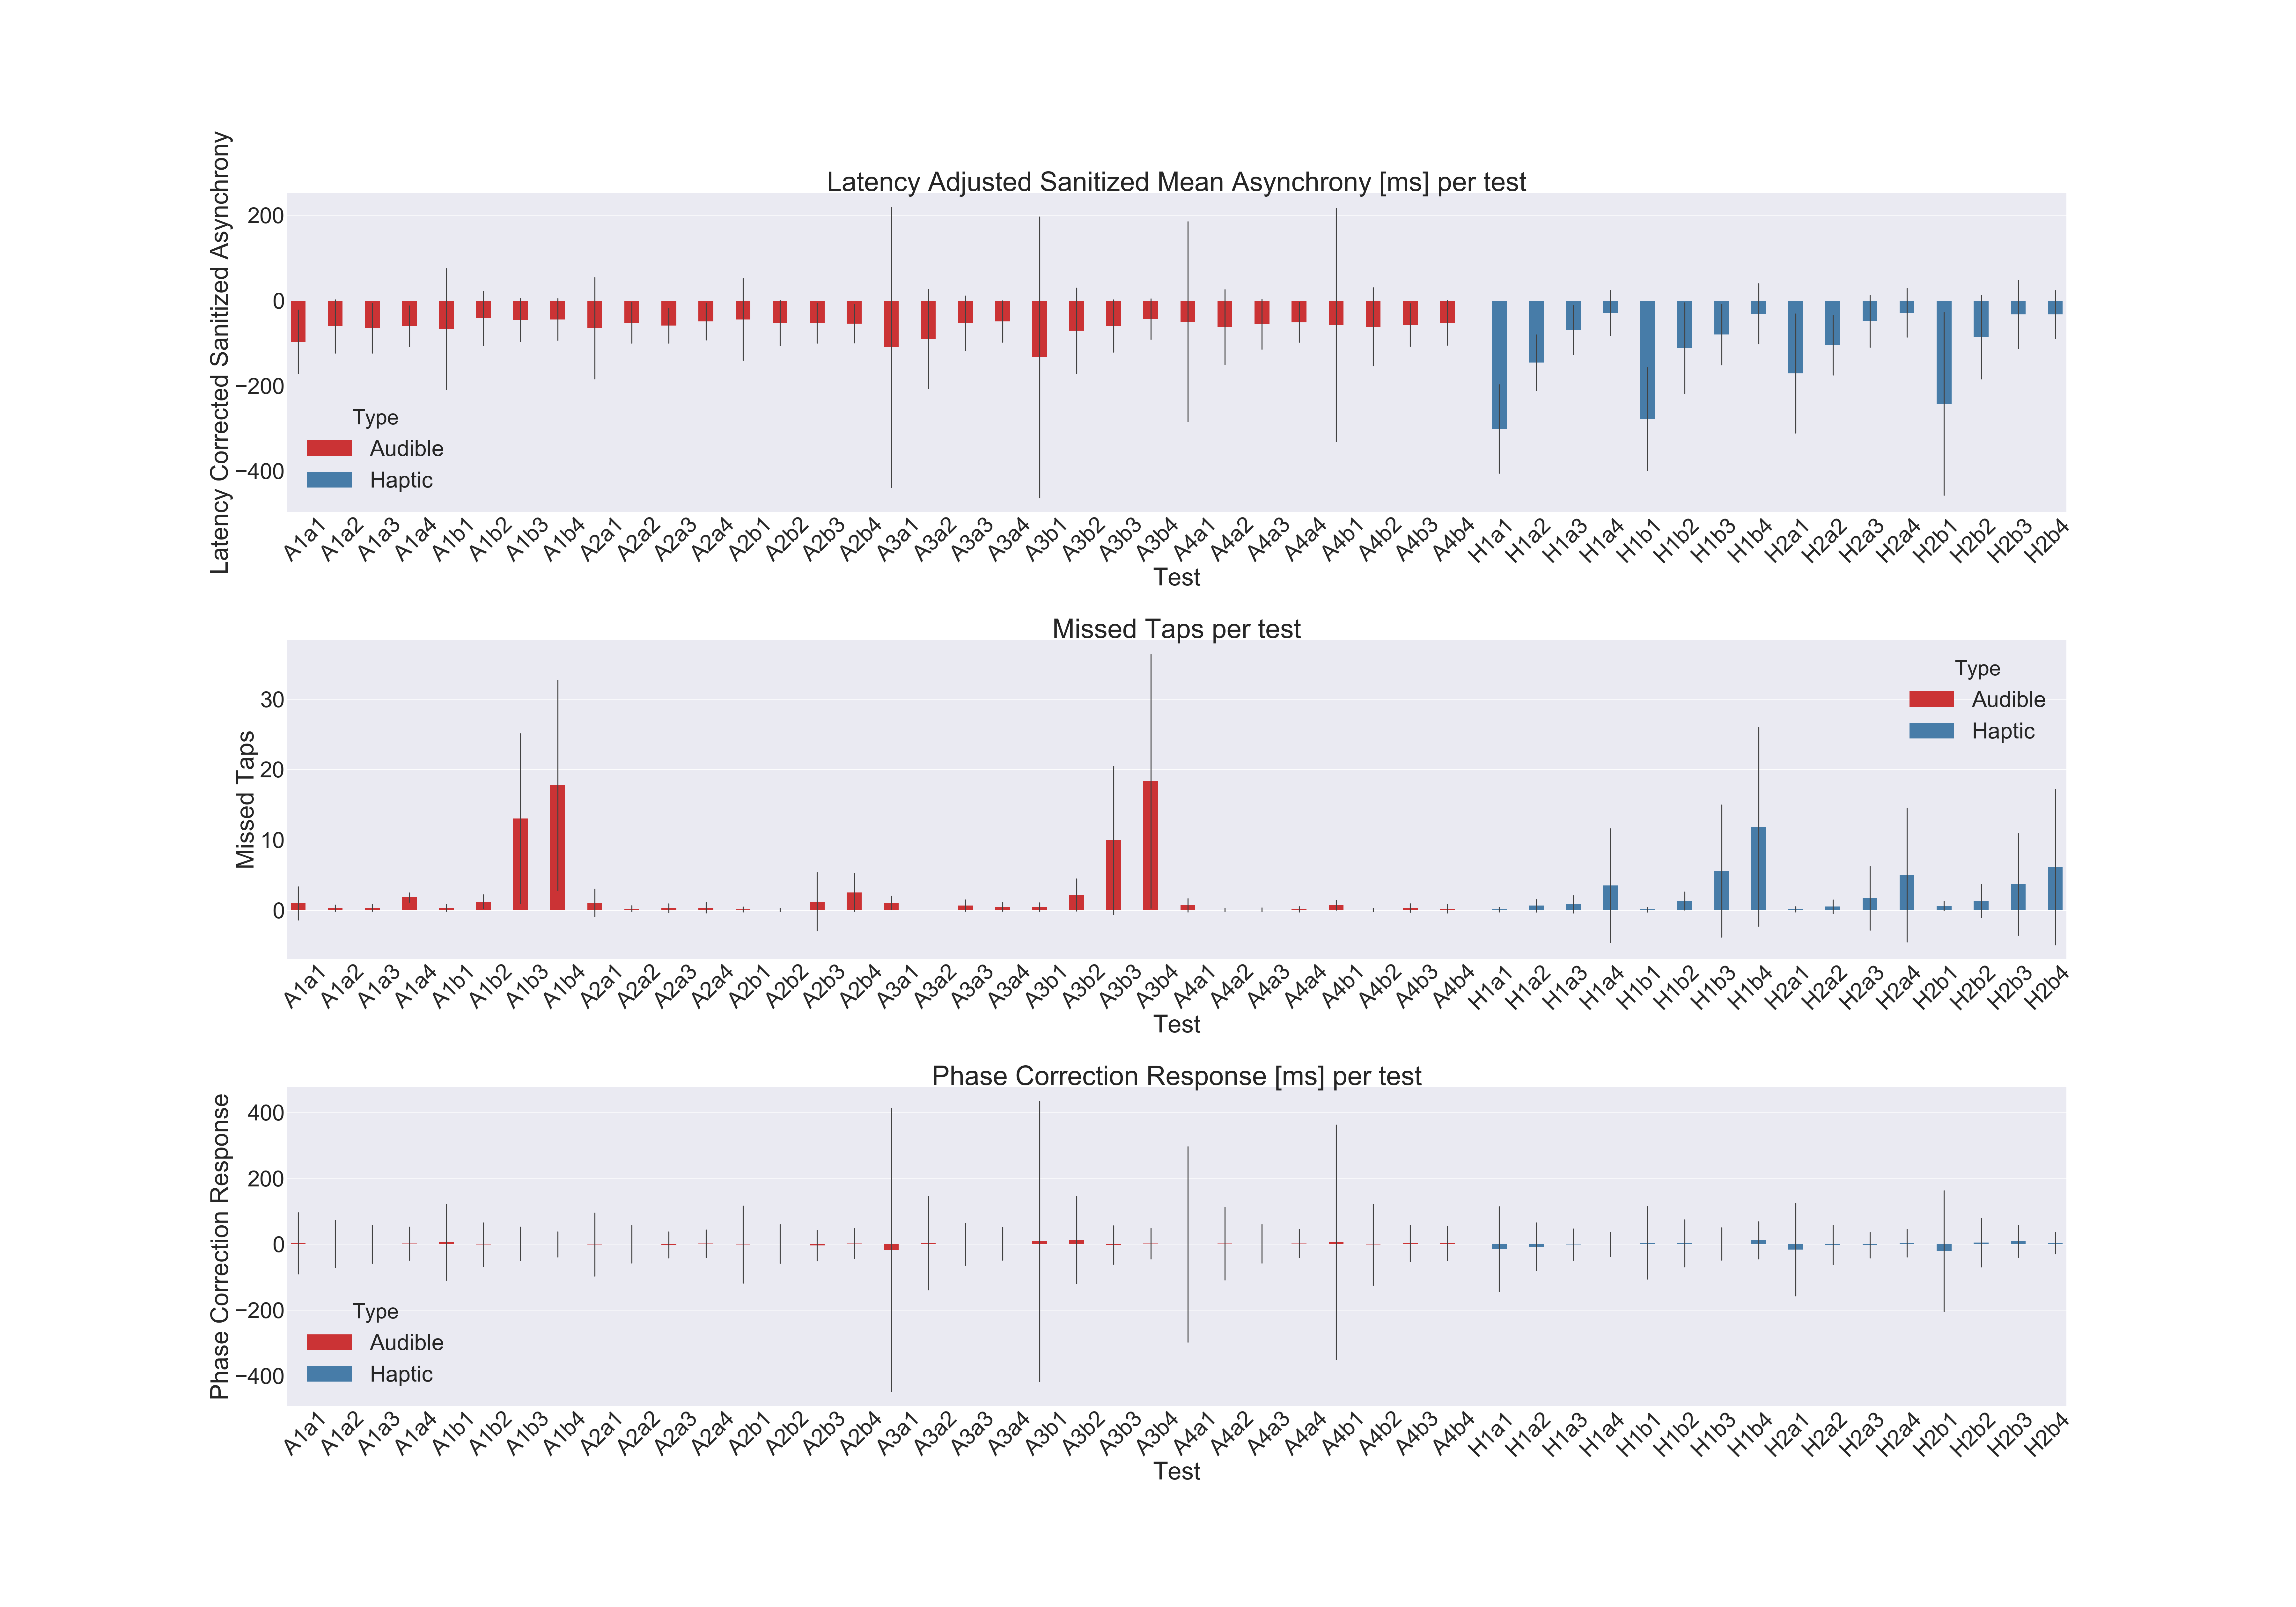 Latency Adjusted Sanitized Mean Asynchrony [ms] per test
Latency Corrected Sanitized Asynchrony
200
0
−200
−400
Type
Audible
Haptic
A1a1 A1a2 A1a3 A1a4 A1b1 A1b2 A1b3 A1b4 A2a1 A2a2 A2a3 A2a4 A2b1 A2b2 A2b3 A2b4 A3a1 A3a2 A3a3 A3a4 A3b1 A3b2 A3b3 A3b4 A4a1 A4a2 A4a3 A4a4 A4b1 A4b2 A4b3 A4b4 H1a1 H1a2 H1a3 H1a4 H1b1 H1b2 H1b3 H1b4 H2a1 H2a2 H2a3 H2a4 H2b1 H2b2 H2b3 H2b4
Test
Missed Taps per test
Missed Taps
30
20
10
0
Type
Audible
Haptic
A1a1 A1a2 A1a3 A1a4 A1b1 A1b2 A1b3 A1b4 A2a1 A2a2 A2a3 A2a4 A2b1 A2b2 A2b3 A2b4 A3a1 A3a2 A3a3 A3a4 A3b1 A3b2 A3b3 A3b4 A4a1 A4a2 A4a3 A4a4 A4b1 A4b2 A4b3 A4b4 H1a1 H1a2 H1a3 H1a4 H1b1 H1b2 H1b3 H1b4 H2a1 H2a2 H2a3 H2a4 H2b1 H2b2 H2b3 H2b4
Test
Phase Correction Response [ms] per test
Phase Correction Response
400
200
0
−200
−400
Type
Audible
Haptic
A1a1 A1a2 A1a3 A1a4 A1b1 A1b2 A1b3 A1b4 A2a1 A2a2 A2a3 A2a4 A2b1 A2b2 A2b3 A2b4 A3a1 A3a2 A3a3 A3a4 A3b1 A3b2 A3b3 A3b4 A4a1 A4a2 A4a3 A4a4 A4b1 A4b2 A4b3 A4b4 H1a1 H1a2 H1a3 H1a4 H1b1 H1b2 H1b3 H1b4 H2a1 H2a2 H2a3 H2a4 H2b1 H2b2 H2b3 H2b4
Test